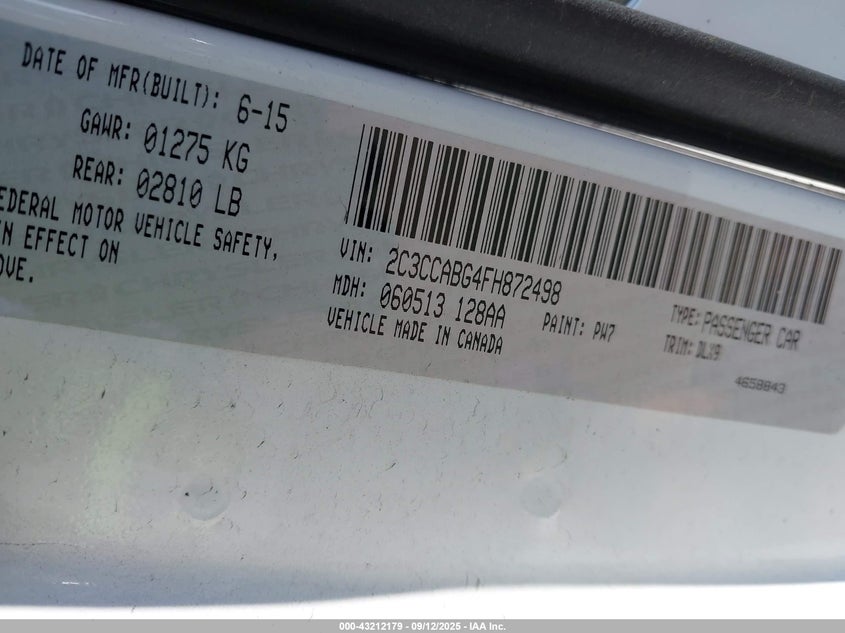 DATE OF MFR(BUILT): 6-15
GAWR: 01275 KG
REAR: 02810 LB
EDERAL MOTOR VEHICLE SAFETY,
N EFFECT ON
OVE.
VIN: 2C3CCABG4FH872498
MDH: 060513 128AA
PAINT: PW7
VEHICLE MADE IN CANADA
TYPE: PASSENGER CAR
TRIM: DLX9
4658843
000-43212179 - 09/12/2025 - IAA Inc.